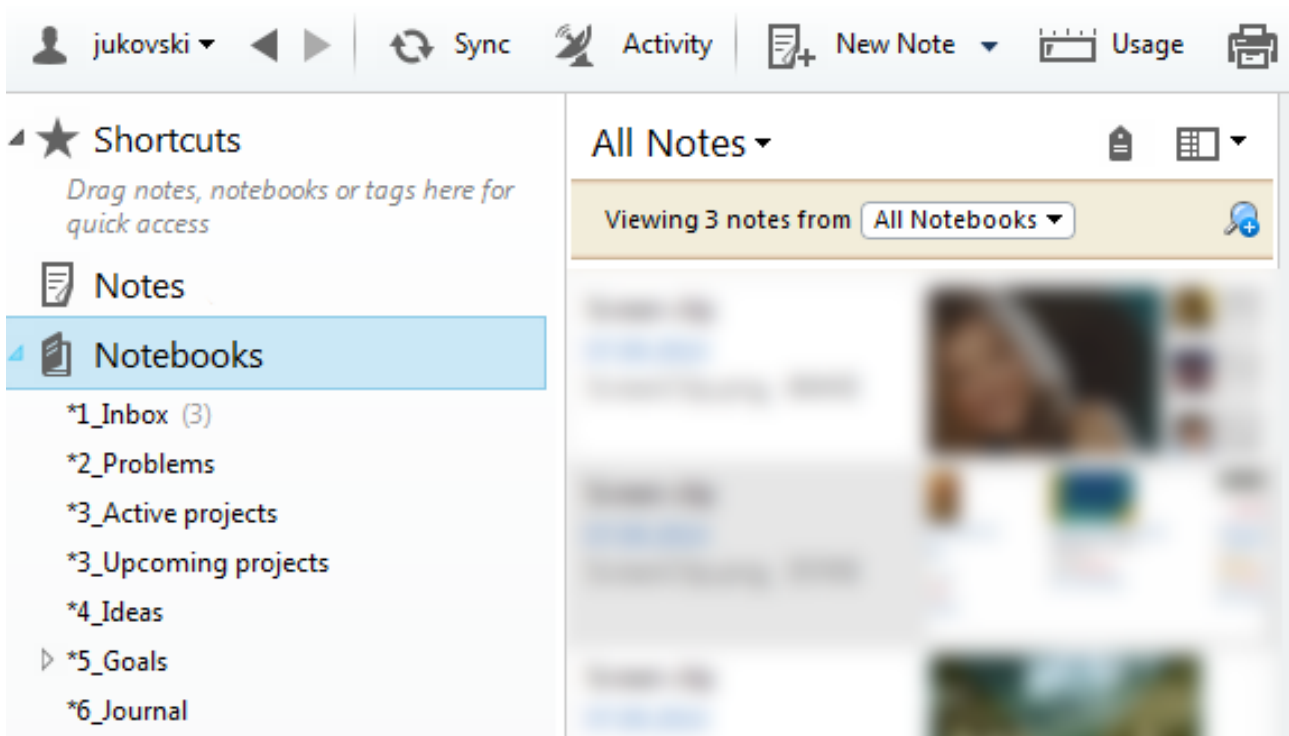 jukovski
Sync
Activity
New Note
Usage
Shortcuts
Drag notes, notebooks or tags here for
quick access
Notes
Notebooks
*1_Inbox (3)
*2_Problems
*3_Active projects
*3_Upcoming projects
*4_Ideas
*5_Goals
*6_Journal
All Notes
Viewing 3 notes from All Notebooks